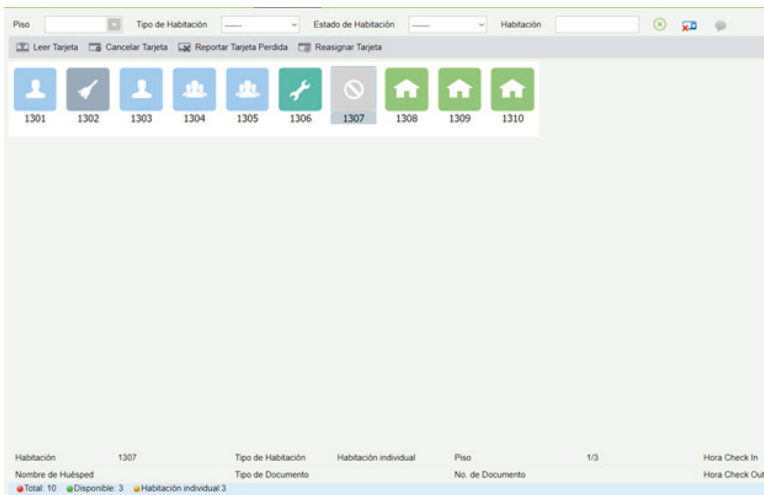 Piso Tipo de Habitación ------ Estado de Habitación ------ Habitación
Leer Tarjeta Cancelar Tarjeta Reportar Tarjeta Perdida Reasignar Tarjeta
1301 1302 1303 1304 1305 1306 1307 1308 1309 1310
Habitación 1307 Tipo de Habitación Habitación individual Piso 1/3 Hora Check In
Nombre de Huèsped Tipo de Documento No. de Documento Hora Check Out
Total: 10 Disponible: 3 Habitación individual:3